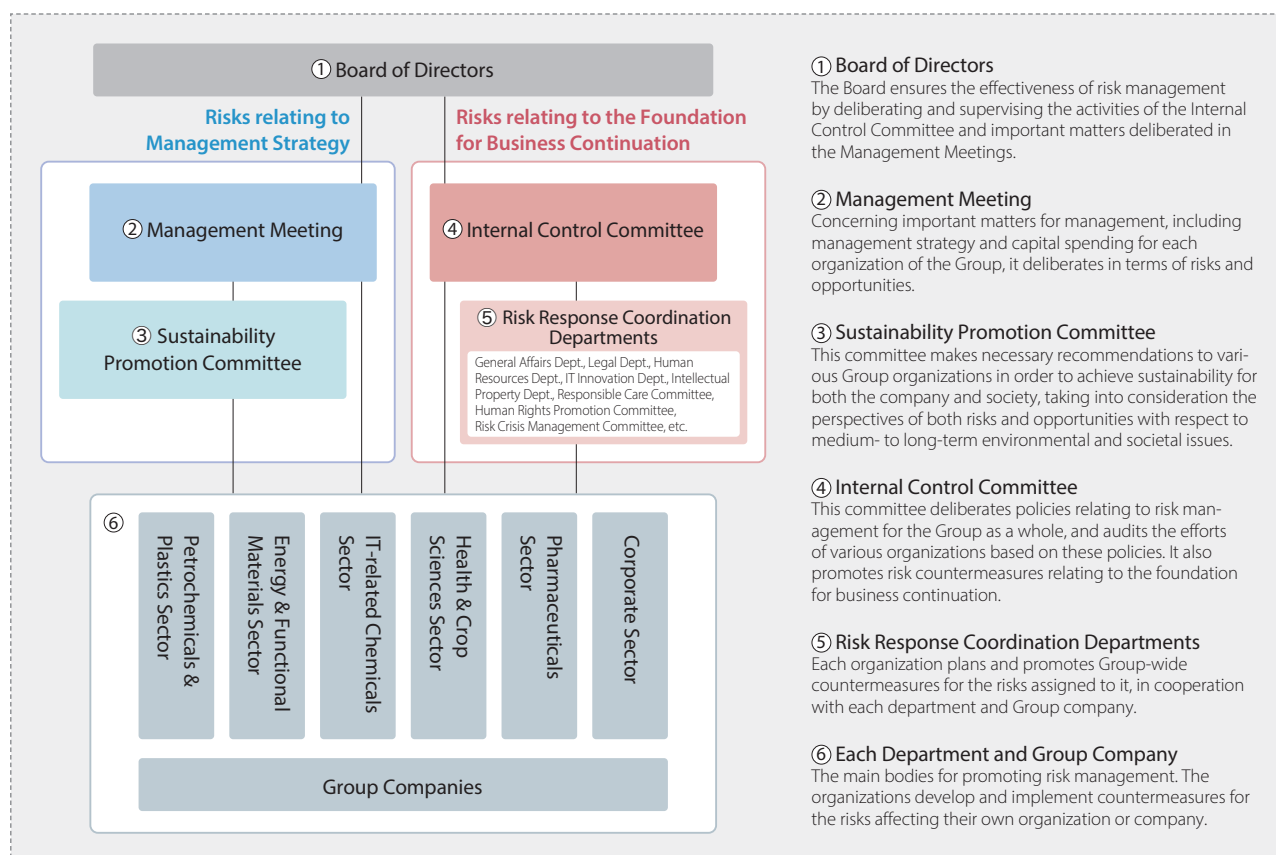 ① Board of Directors
Risks relating to
Management Strategy
Risks relating to the Foundation
for Business Continuation
② Management Meeting
③ Sustainability
Promotion Committee
④ Internal Control Committee
⑤ Risk Response Coordination
Departments
General Affairs Dept., Legal Dept., Human
Resources Dept., IT Innovation Dept., Intellectual
Property Dept., Responsible Care Committee,
Human Rights Promotion Committee,
Risk Crisis Management Committee, etc.
⑥
Petrochemicals &
Plastics Sector
Energy & Functional
Materials Sector
IT-related Chemicals
Sector
Health & Crop
Sciences Sector
Pharmaceuticals
Sector
Corporate Sector
Group Companies
① Board of Directors
The Board ensures the effectiveness of risk management
by deliberating and supervising the activities of the Internal
Control Committee and important matters deliberated in
the Management Meetings.
② Management Meeting
Concerning important matters for management, including
management strategy and capital spending for each
organization of the Group, it deliberates in terms of risks and
opportunities.
③ Sustainability Promotion Committee
This committee makes necessary recommendations to vari-
ous Group organizations in order to achieve sustainability for
both the company and society, taking into consideration the
perspectives of both risks and opportunities with respect to
medium- to long-term environmental and societal issues.
④ Internal Control Committee
This committee deliberates policies relating to risk man-
agement for the Group as a whole, and audits the efforts
of various organizations based on these policies. It also
promotes risk countermeasures relating to the foundation
for business continuation.
⑤ Risk Response Coordination Departments
Each organization plans and promotes Group-wide
countermeasures for the risks assigned to it, in cooperation
with each department and Group company.
⑥ Each Department and Group Company
The main bodies for promoting risk management. The
organizations develop and implement countermeasures for
the risks affecting their own organization or company.